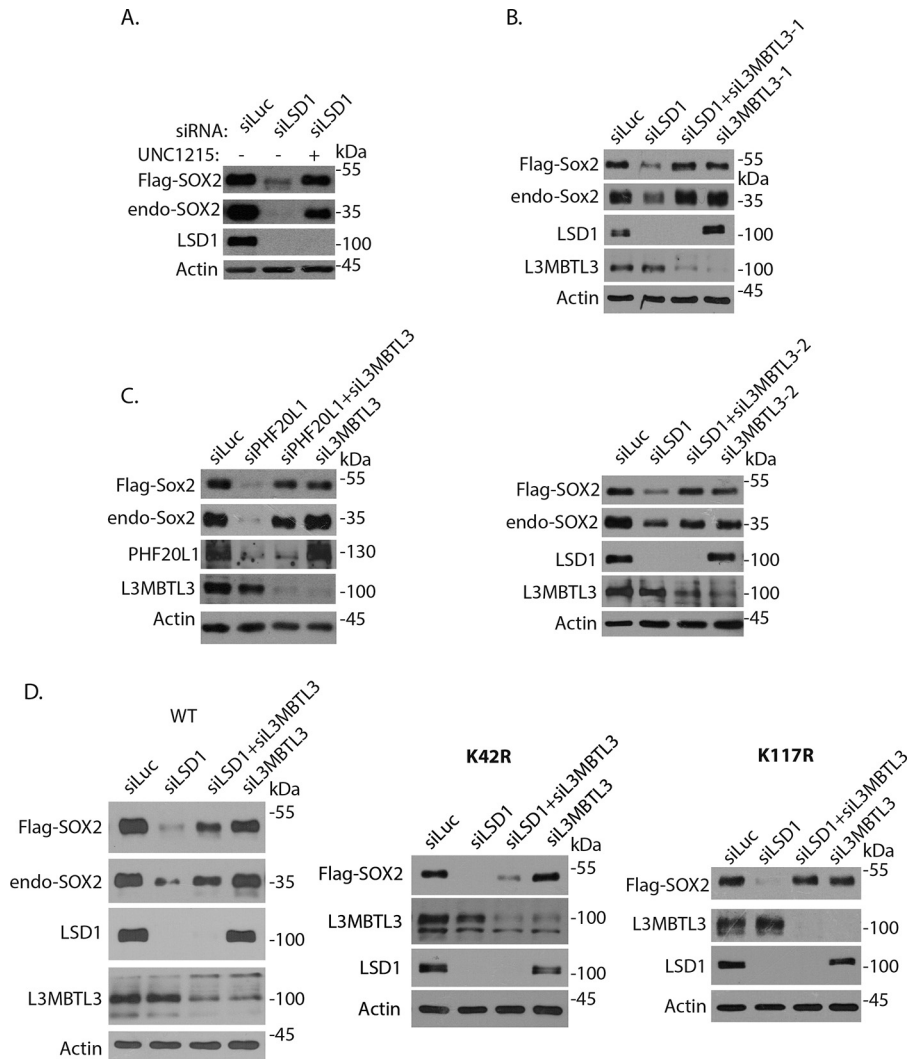 A.
siRNA: siLuc siLSD1 siLSD1
UNC1215: - - + kDa
Flag-SOX2 -55
endo-SOX2 -35
LSD1 -100
Actin -45
B.
siLuc siLSD1 siLSD1+siL3MBTL3-1 siL3MBTL3-1
Flag-Sox2 -55
kDa
endo-Sox2 -35
LSD1 -100
L3MBTL3 -100
Actin -45
siLuc siLSD1 siLSD1+siL3MBTL3-2 siL3MBTL3-2
kDa
Flag-SOX2 -55
endo-SOX2 -35
LSD1 -100
L3MBTL3 -100
Actin -45
C.
siLuc siPHF20L1 siPHF20L1+siL3MBTL3 siL3MBTL3
kDa
Flag-Sox2 -55
endo-Sox2 -35
PHF20L1 -130
L3MBTL3 -100
Actin -45
D.
WT
siLuc siLSD1 siLSD1+siL3MBTL3 siL3MBTL3
kDa
Flag-SOX2 -55
endo-SOX2 -35
LSD1 -100
L3MBTL3 -100
Actin -45
K42R
siLuc siLSD1 siLSD1+siL3MBTL3 siL3MBTL3
kDa
Flag-SOX2 -55
L3MBTL3 -100
LSD1 -100
Actin -45
K117R
siLuc siLSD1 siLSD1+siL3MBTL3 siL3MBTL3
kDa
Flag-SOX2 -55
L3MBTL3 -100
LSD1 -100
Actin -45